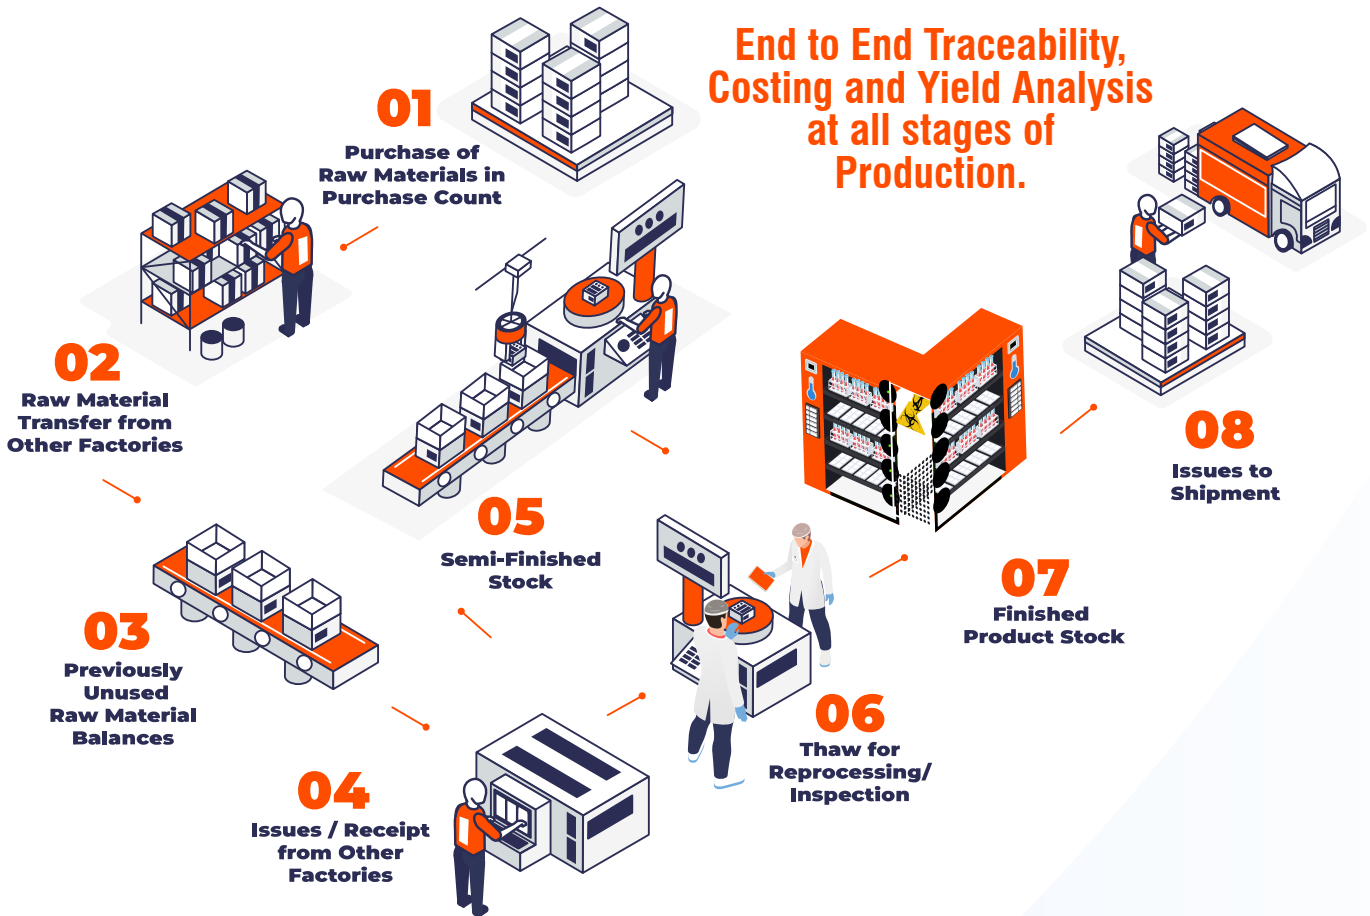 End to End Traceability,
Costing and Yield Analysis
at all stages of
Production.
01
Purchase of
Raw Materials in
Purchase Count
02
Raw Material
Transfer from
Other Factories
03
Previously
Unused
Raw Material
Balances
04
Issues / Receipt
from Other
Factories
05
Semi-Finished
Stock
06
Thaw for
Reprocessing/
Inspection
07
Finished
Product Stock
08
Issues to
Shipment